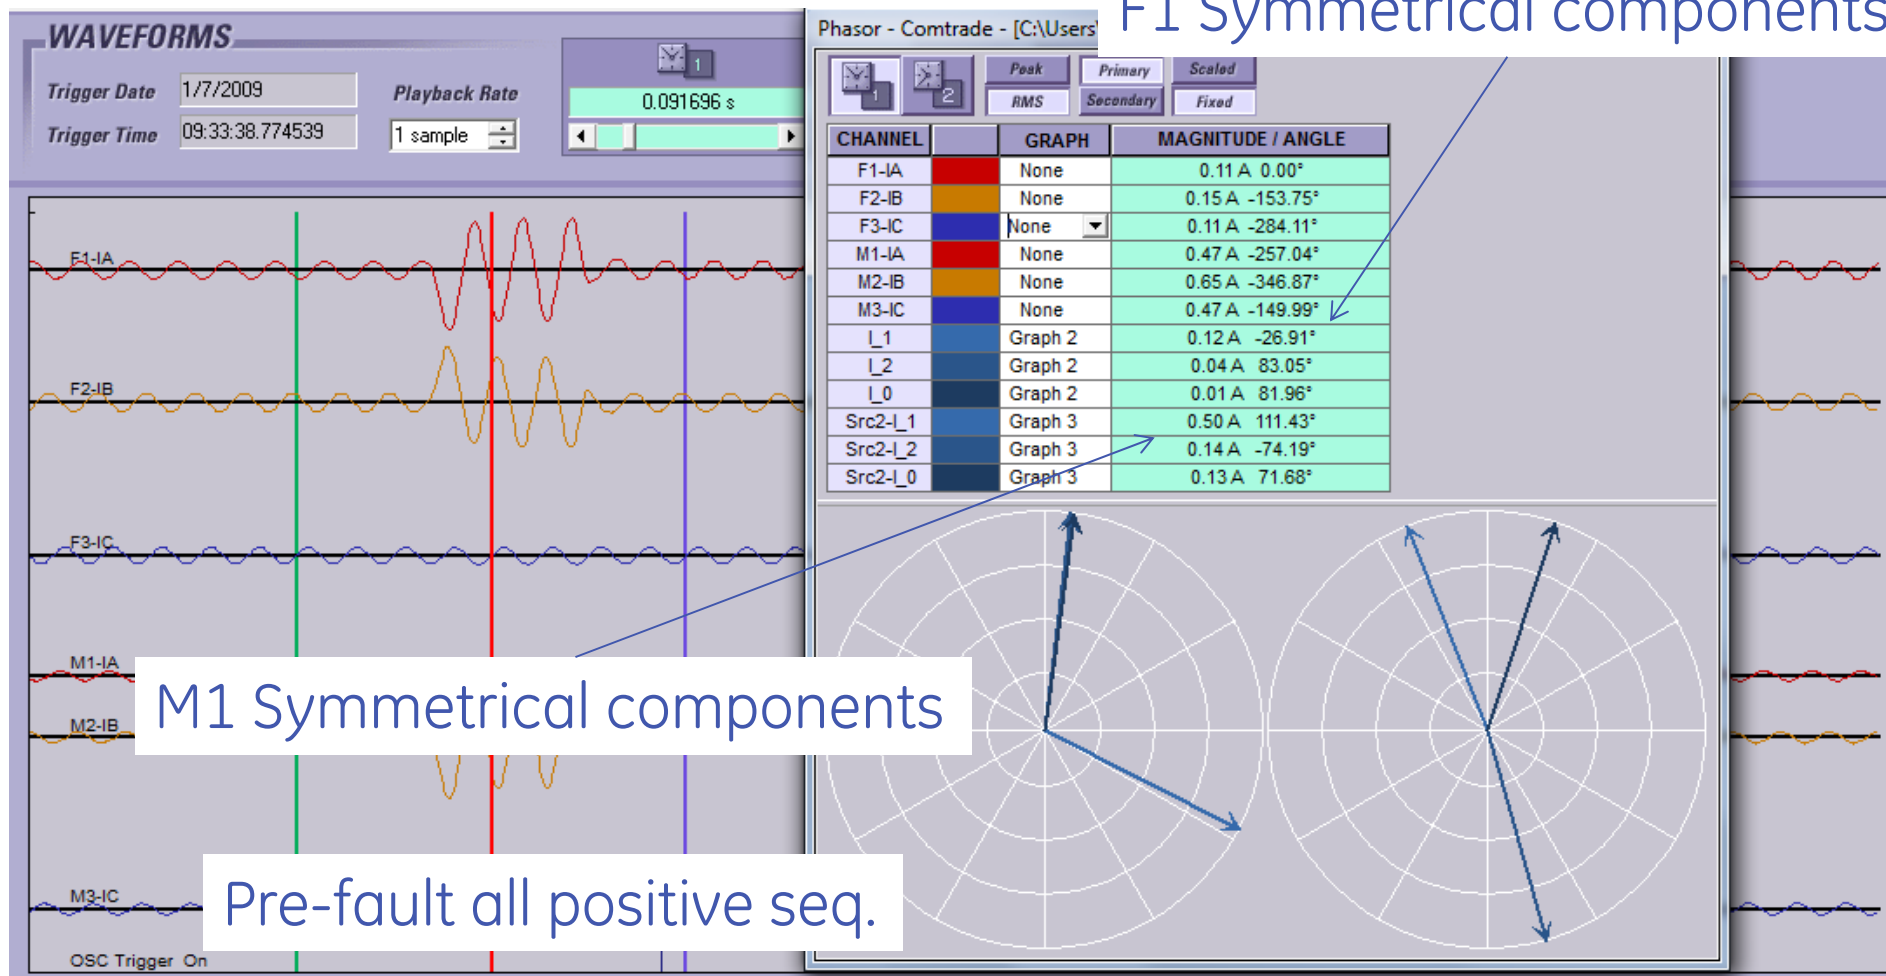 F1 Symmetrical components
WAVEFORMS
Trigger Date 1/7/2009
Trigger Time 09:33:38.774539
Playback Rate
1 sample
1
0.091696 s
Phasor - Comtrade - [C:\Users\
1 2 Peak Primary Scaled
RMS Secondary Fixed
CHANNEL GRAPH MAGNITUDE / ANGLE
F1-IA None 0.11 A 0.00°
F2-IB None 0.15 A -153.75°
F3-IC None 0.11 A -284.11°
M1-IA None 0.47 A -257.04°
M2-IB None 0.65 A -346.87°
M3-IC None 0.47 A -149.99°
I_1 Graph 2 0.12 A -26.91°
I_2 Graph 2 0.04 A 83.05°
I_0 Graph 2 0.01 A 81.96°
Src2-I_1 Graph 3 0.50 A 111.43°
Src2-I_2 Graph 3 0.14 A -74.19°
Src2-I_0 Graph 3 0.13 A 71.68°
F1-IA
F2-IB
F3-IC
M1-IA
M1 Symmetrical components
M2-IB
M3-IC
Pre-fault all positive seq.
OSC Trigger On